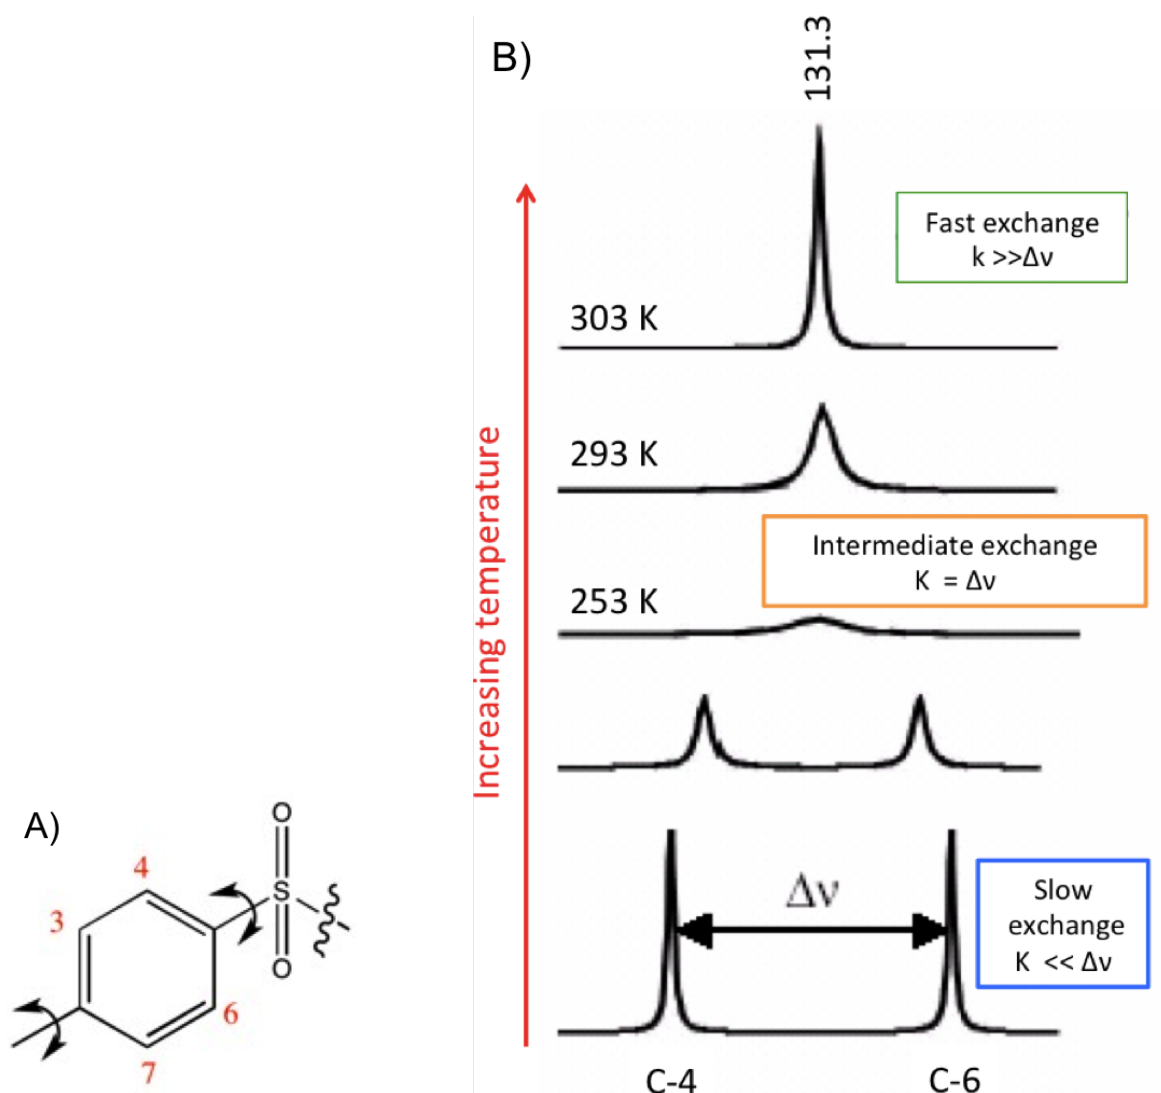 B)
131.3
Fast exchange
k >>Δν
303 K
293 K
Intermediate exchange
K = Δν
253 K
Increasing temperature
A)
O
4
S
3
O
6
7
Δν
Slow
exchange
K << Δν
C-4
C-6